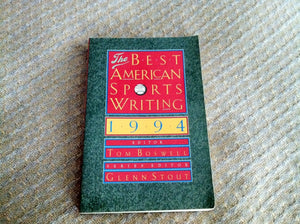 The BEST
AMERICAN
SPORTS
WRITING
1994
EDITOR
TOM BOSWELL
SERIES EDITOR
GLENN STOUT